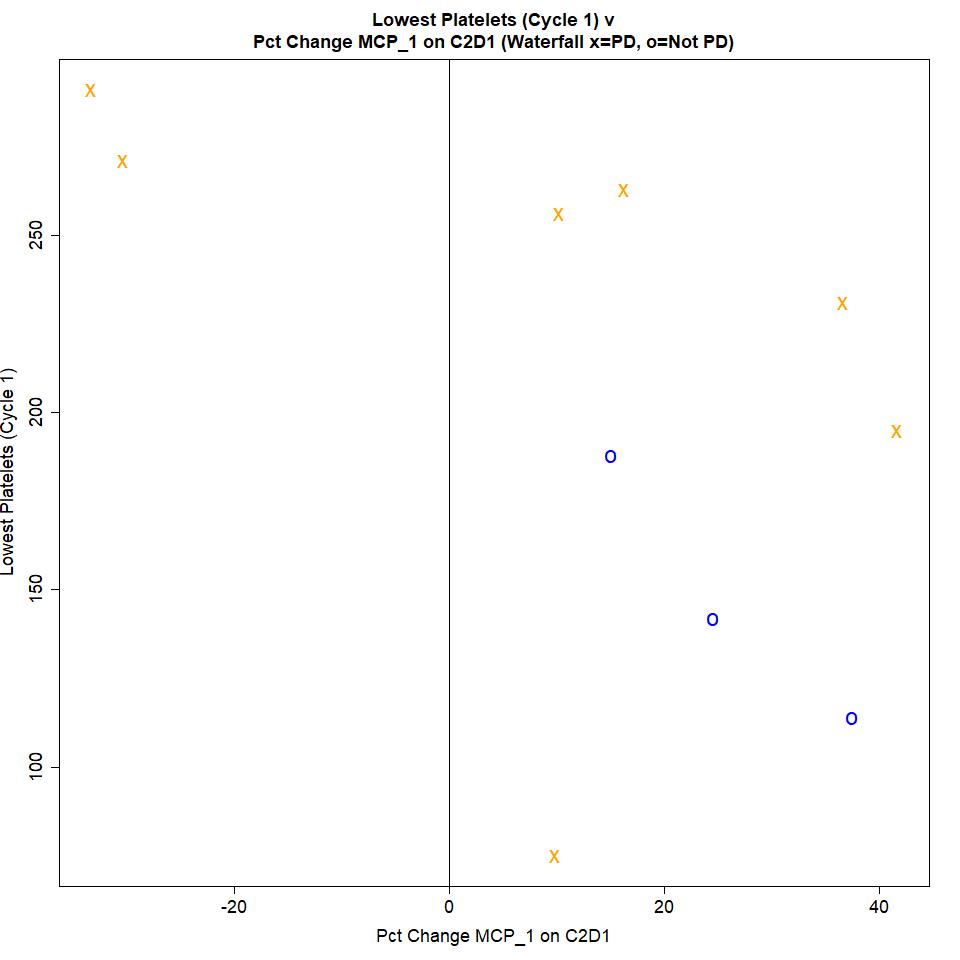 Lowest Platelets (Cycle 1) v
Pct Change MCP_1 on C2D1 (Waterfall x=PD, o=Not PD)
Lowest Platelets (Cycle 1)
250
200
150
100
X
X
X
X
X
X
O
O
O
X
-20
0
20
40
Pct Change MCP_1 on C2D1